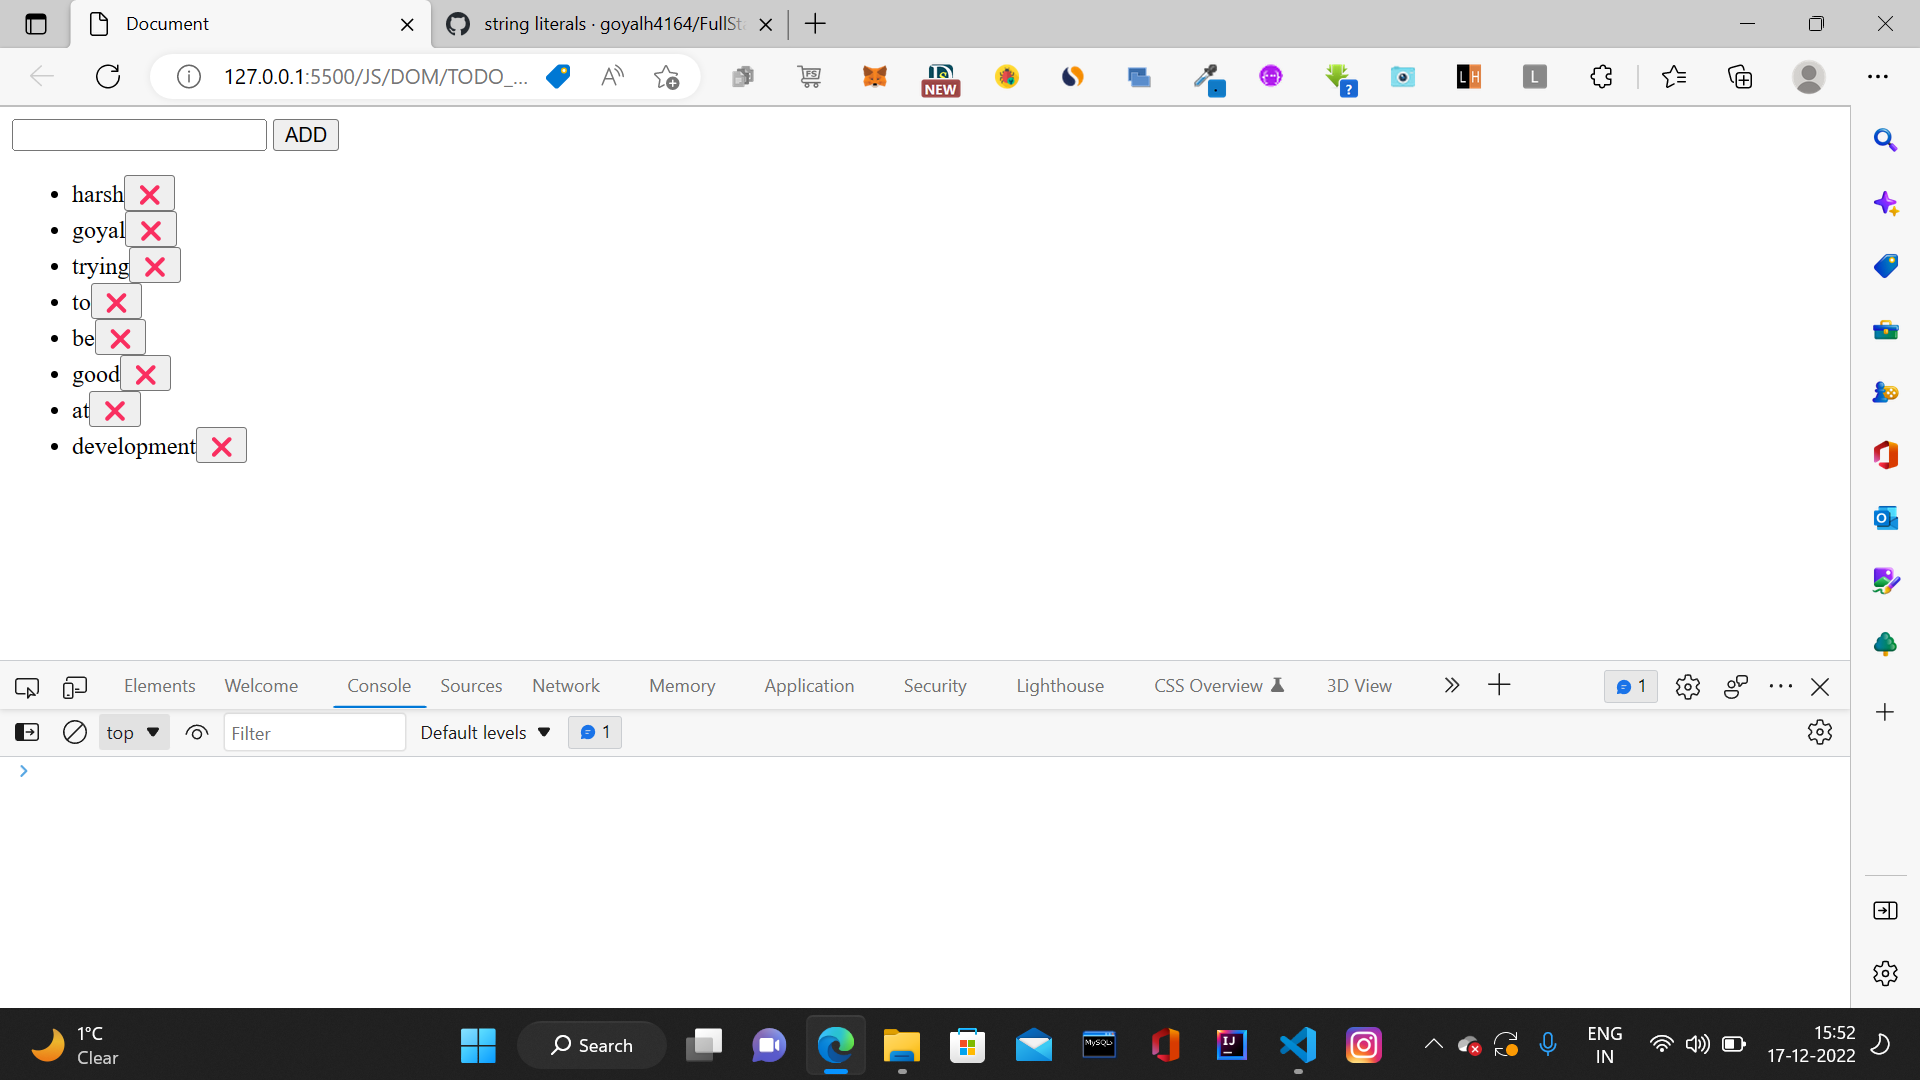 Document
string literals · goyalh4164/FullSt
127.0.0.1:5500/JS/DOM/TODO_...
NEW
ADD
harsh
goyal
trying
to
be
good
at
development
Elements Welcome Console Sources Network Memory Application Security Lighthouse CSS Overview 3D View
1
top
Filter
Default levels
1
1°C
Clear
Search
MySQL
IJ
ENG
IN
15:52
17-12-2022